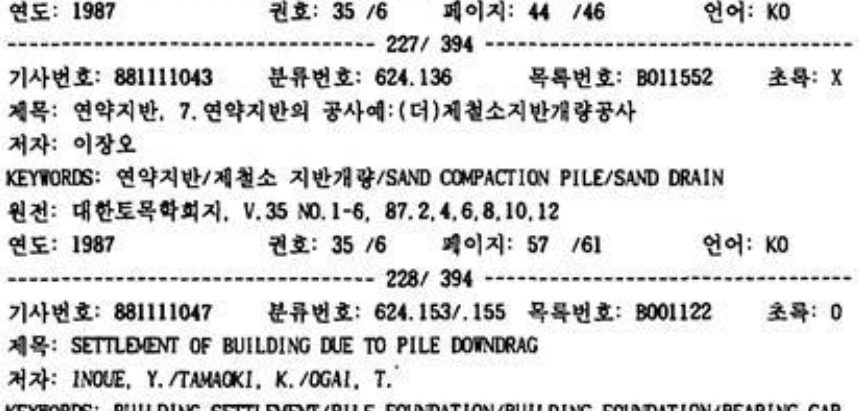 연도: 1987 권호: 35 /6 페이지: 44 /46 언어: KO
---------------------------------- 227/ 394 ----------------------------------
기사번호: 881111043 분류번호: 624.136 목록번호: B011552 초록: X
제목: 연약지반, 7.연약지반의 공사예:(더)제철소지반개량공사
저자: 이장오
KEYWORDS: 연약지반/제철소 지반개량/SAND COMPACTION PILE/SAND DRAIN
원전: 대한토목학회지, V.35 NO.1-6, 87.2,4,6,8,10,12
연도: 1987 권호: 35 /6 페이지: 57 /61 언어: KO
---------------------------------- 228/ 394 ----------------------------------
기사번호: 881111047 분류번호: 624.153/.155 목록번호: B001122 초록: O
제목: SETTLEMENT OF BUILDING DUE TO PILE DOWNDRAG
저자: INOUE, Y./TAMAOKI, K./OGAI, T.
KEYWORDS: BUILDING SETTLEMENT/PILE FOUNDATION/BUILDING FOUNDATION/BEARING CAP